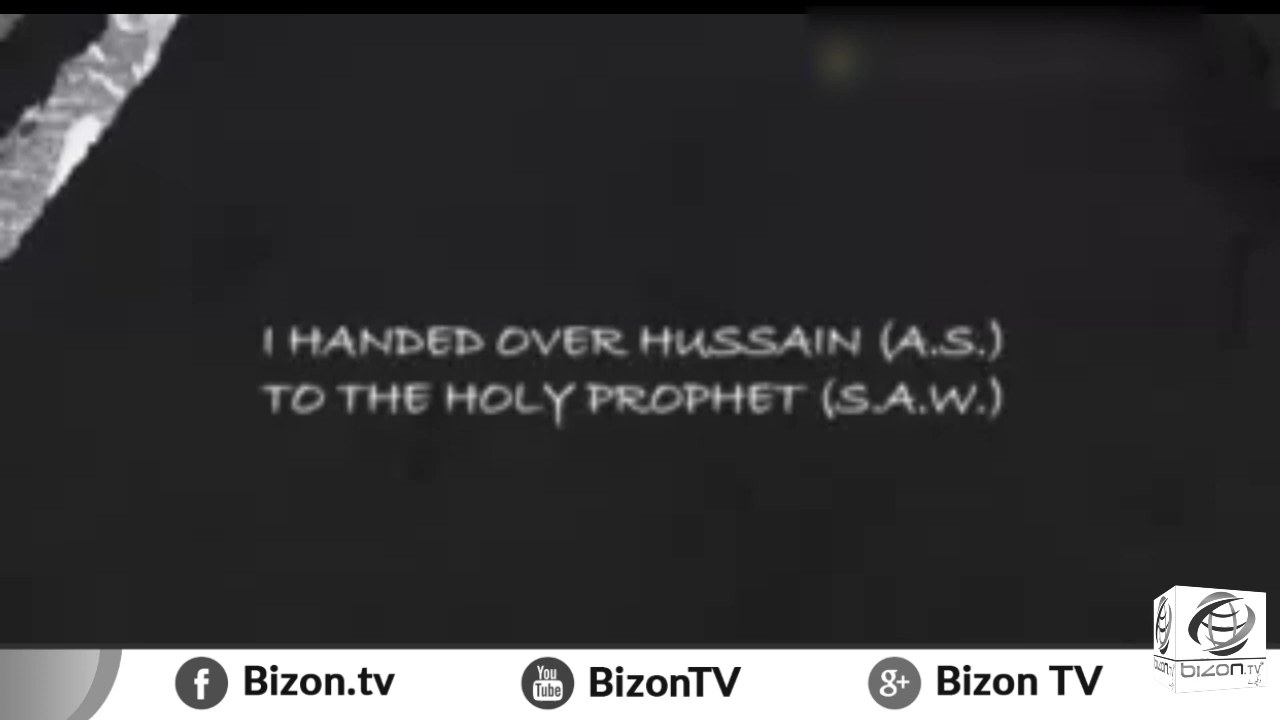 I HANDED OVER HUSSAIN (A.S.)
TO THE HOLY PROPHET (S.A.W.)
f Bizon.tv
You Tube BizonTV
g+ Bizon TV
bizon.TV